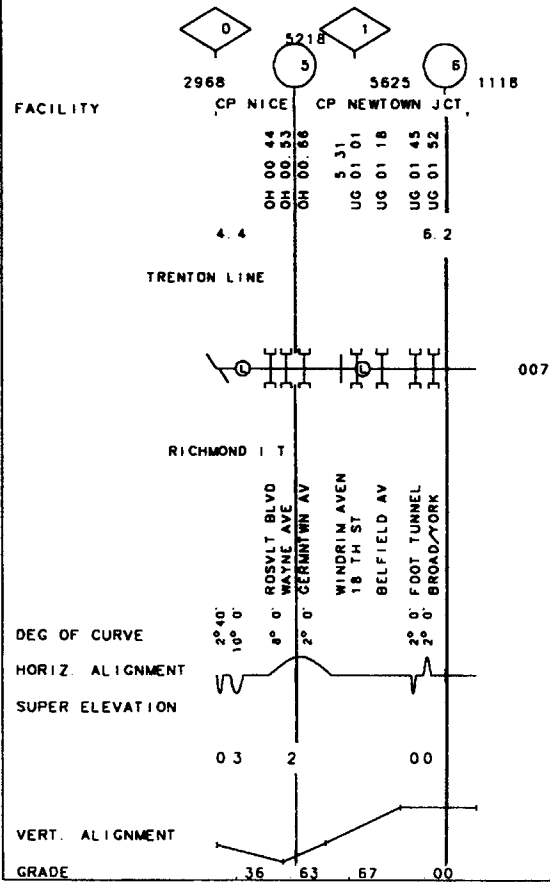 0 1
5218
5 6
2968 5625 1118
FACILITY CP NICE CP NEWTOWN JCT,
OH 00 44
OH 00.53
OH 00.66
5 31
UG 01 01
UG 01 18
UG 01 45
UG 01 52
4.4 6.2
TRENTON LINE
L L 007
RICHMOND I T
ROSVLT BLVD
WAYNE AVE
GERMNTWN AV
WINDRIM AVEN
18 TH ST
BELFIELD AV
FOOT TUNNEL
BROAD/YORK
DEG OF CURVE 2° 40' 10° 0' 8° 0' 2° 0' 2° 0' 2° 0'
HORIZ. ALIGNMENT
SUPER ELEVATION
0 3 2 0 0
VERT. ALIGNMENT
GRADE 36 63 67 00